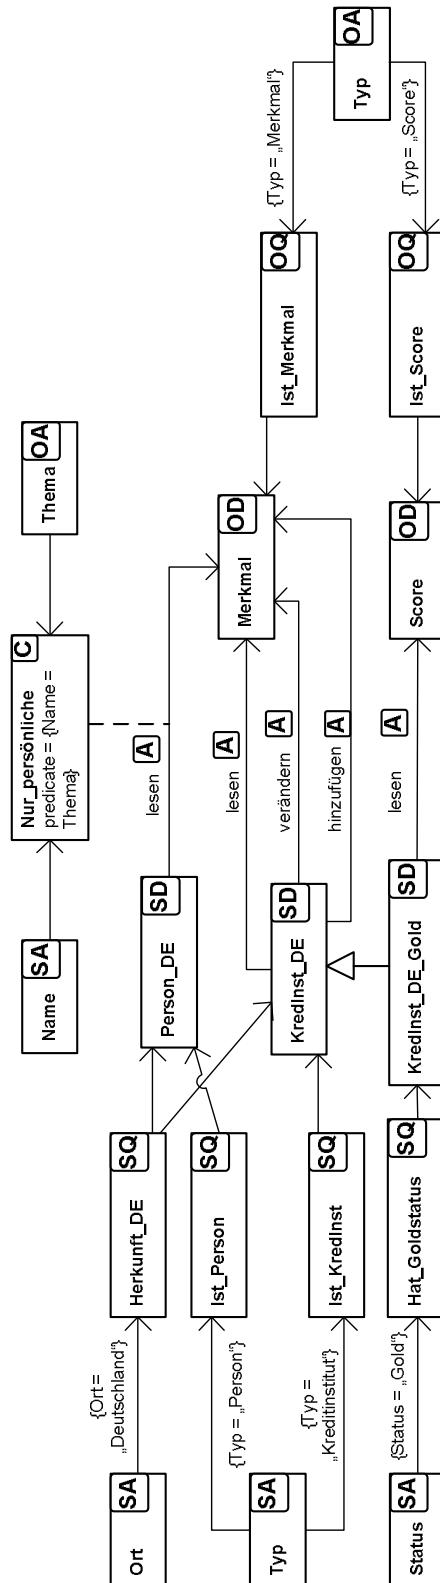 SA
Name
C
Nur_persönliche
predicate = {Name =
Thema}
OA
Thema
SA
Ort
{Ort =
„Deutschland“}
SQ
Herkunft_DE
SD
Person_DE
A
lesen
SQ
Ist_Person
{Typ = „Person“}
SA
Typ
{Typ =
„Kreditinstitut“}
SQ
Ist_KredInst
SD
KredInst_DE
A
lesen
A
verändern
A
hinzufügen
OD
Merkmal
OQ
Ist_Merkmal
{Typ = „Merkmal“}
OA
Typ
{Typ = „Score“}
SA
Status
{Status = „Gold“}
SQ
Hat_Goldstatus
SD
KredInst_DE_Gold
A
lesen
OD
Score
OQ
Ist_Score